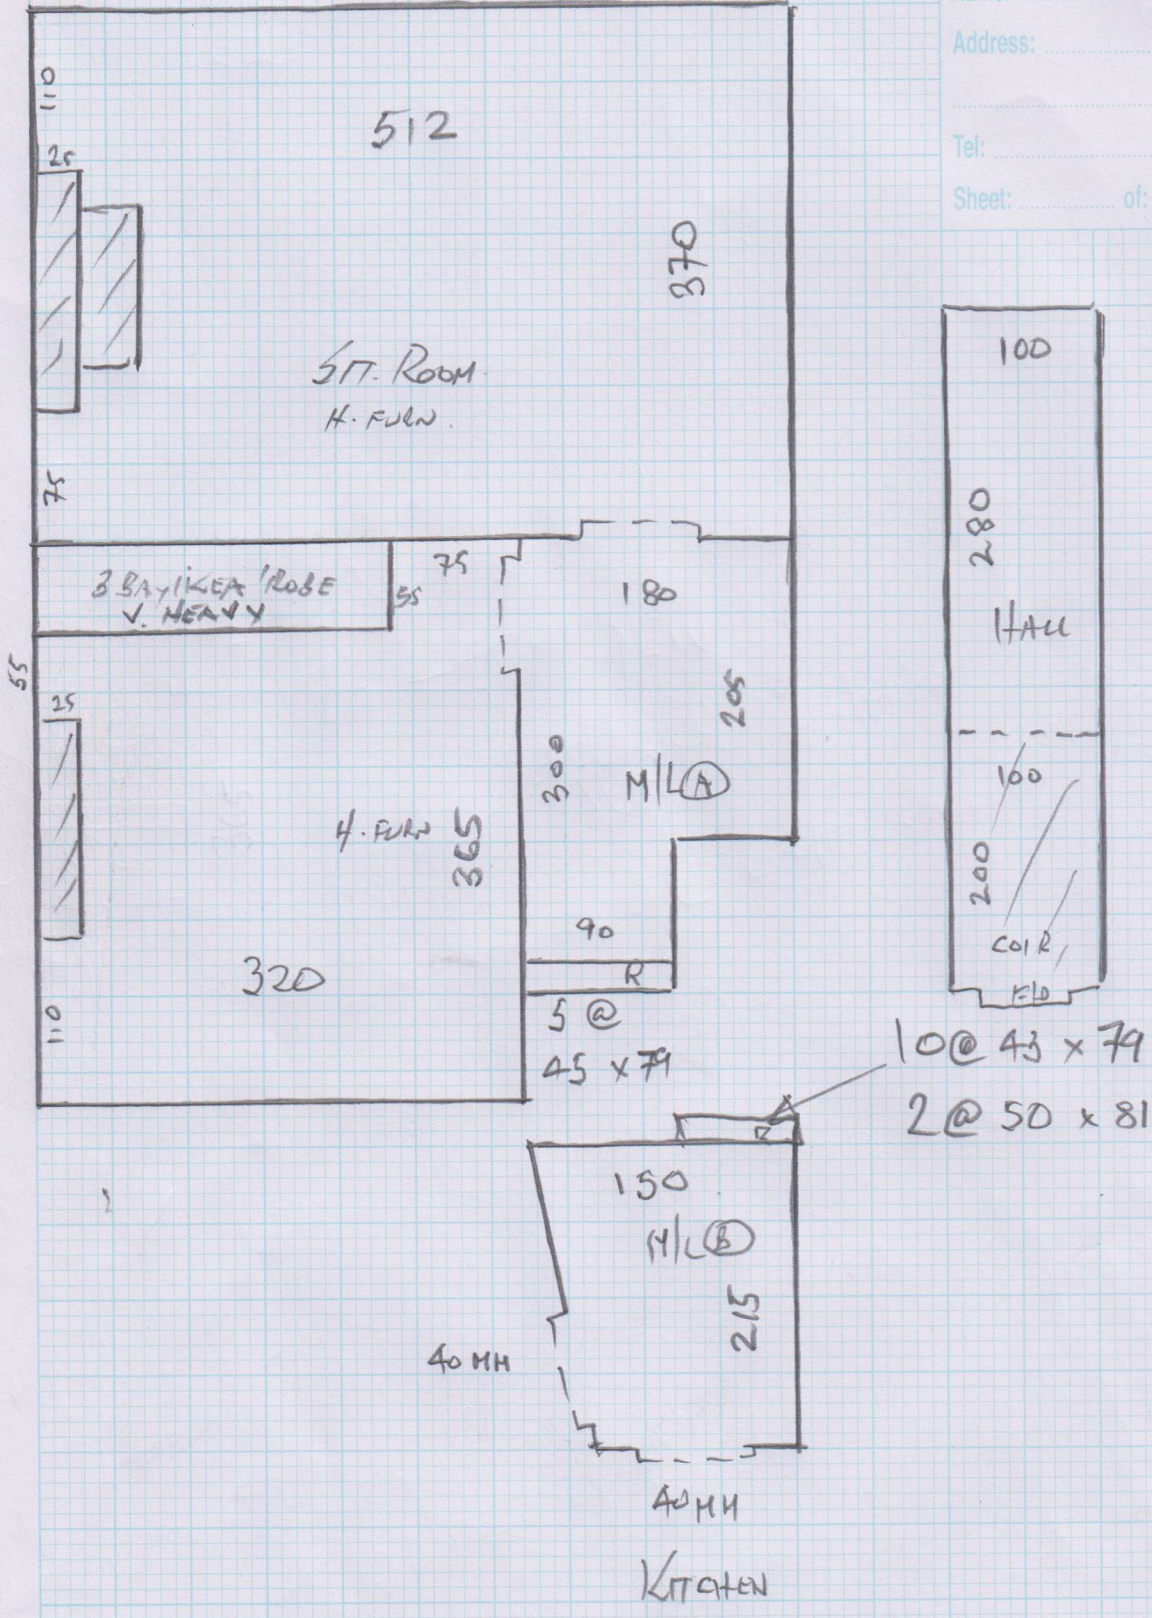 Address:
Tel:
Sheet: of:
110
512
25
370
SIT. ROOM
H. FURN.
75
100
280
HALL
3 BAY IKEA 'ROBE
V. HEAVY
75
55
180
55
25
205
300
M/L A
H. FURN
365
100
200
COIR
F/D
90
R
320
110
5 @
45 x 79
10 @ 43 x 79
2 @ 50 x 81
R
150
M/L B
215
40 MM
40 MM
KITCHEN